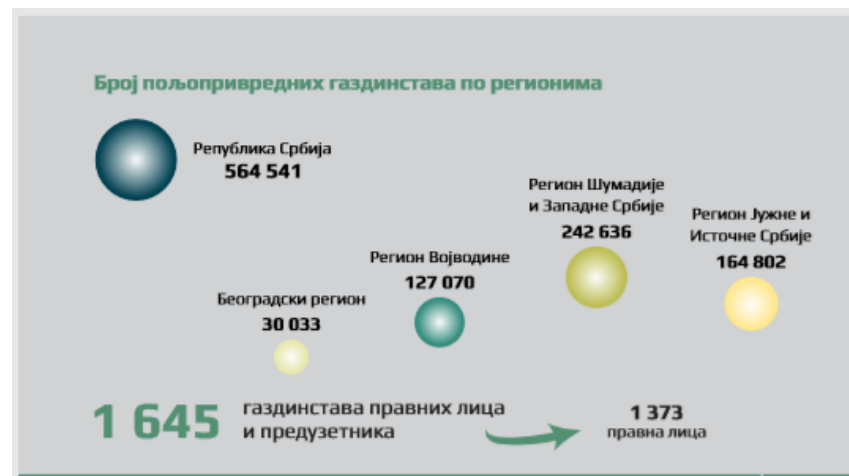 Број пољопривредних газдинстава по регионима
Република Србија
564 541
Регион Шумадије
и Западне Србије
242 636
Регион Јужне и
Источне Србије
164 802
Регион Војводине
127 070
Београдски регион
30 033
1 645
газдинстава правних лица
и предузетника
1 373
правна лица